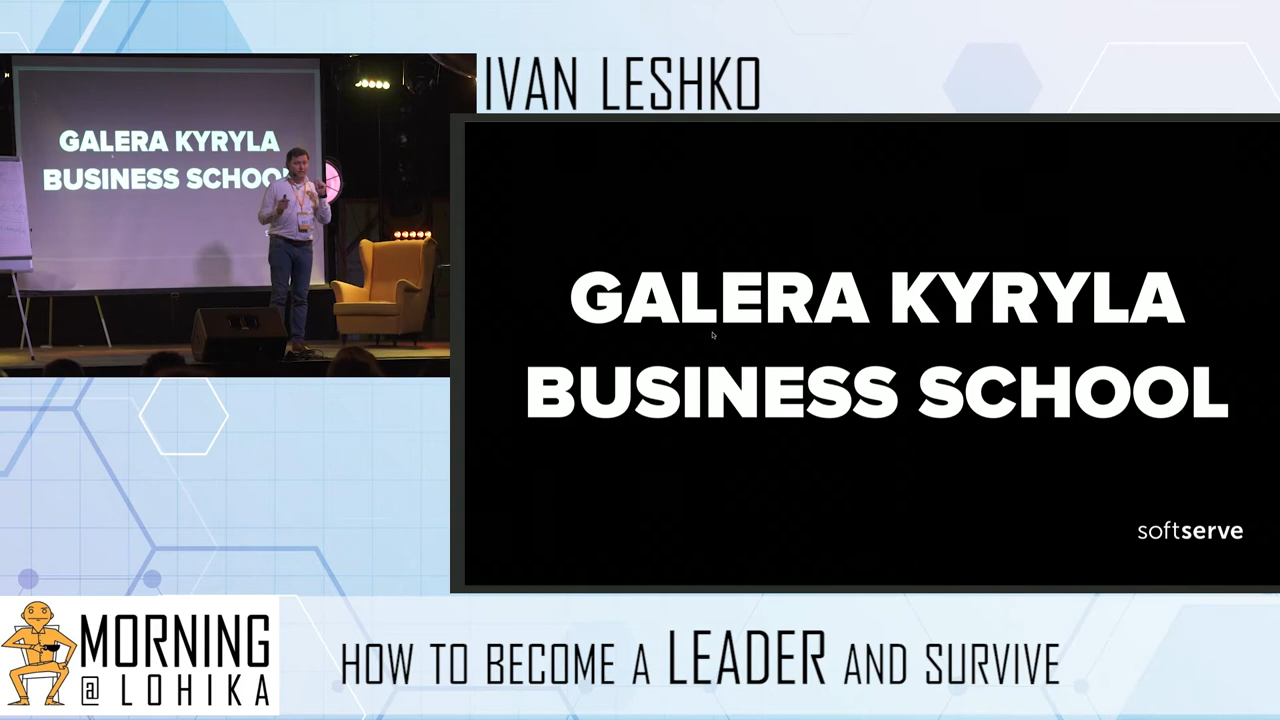 IVAN LESHKO
GALERA KYRYLA
BUSINESS SCHOOL
GALERA KYRYLA
BUSINESS SCHOOL
softserve
MORNING
@ LOHIKA
HOW TO BECOME A LEADER AND SURVIVE